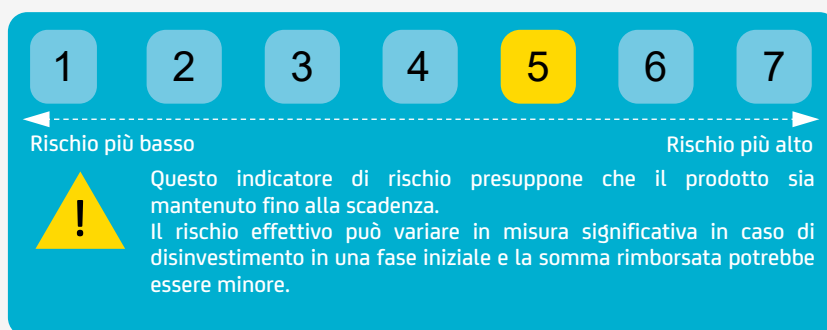 1 2 3 4 5 6 7
Rischio più basso Rischio più alto
!
Questo indicatore di rischio presuppone che il prodotto sia
mantenuto fino alla scadenza.
Il rischio effettivo può variare in misura significativa in caso di
disinvestimento in una fase iniziale e la somma rimborsata potrebbe
essere minore.